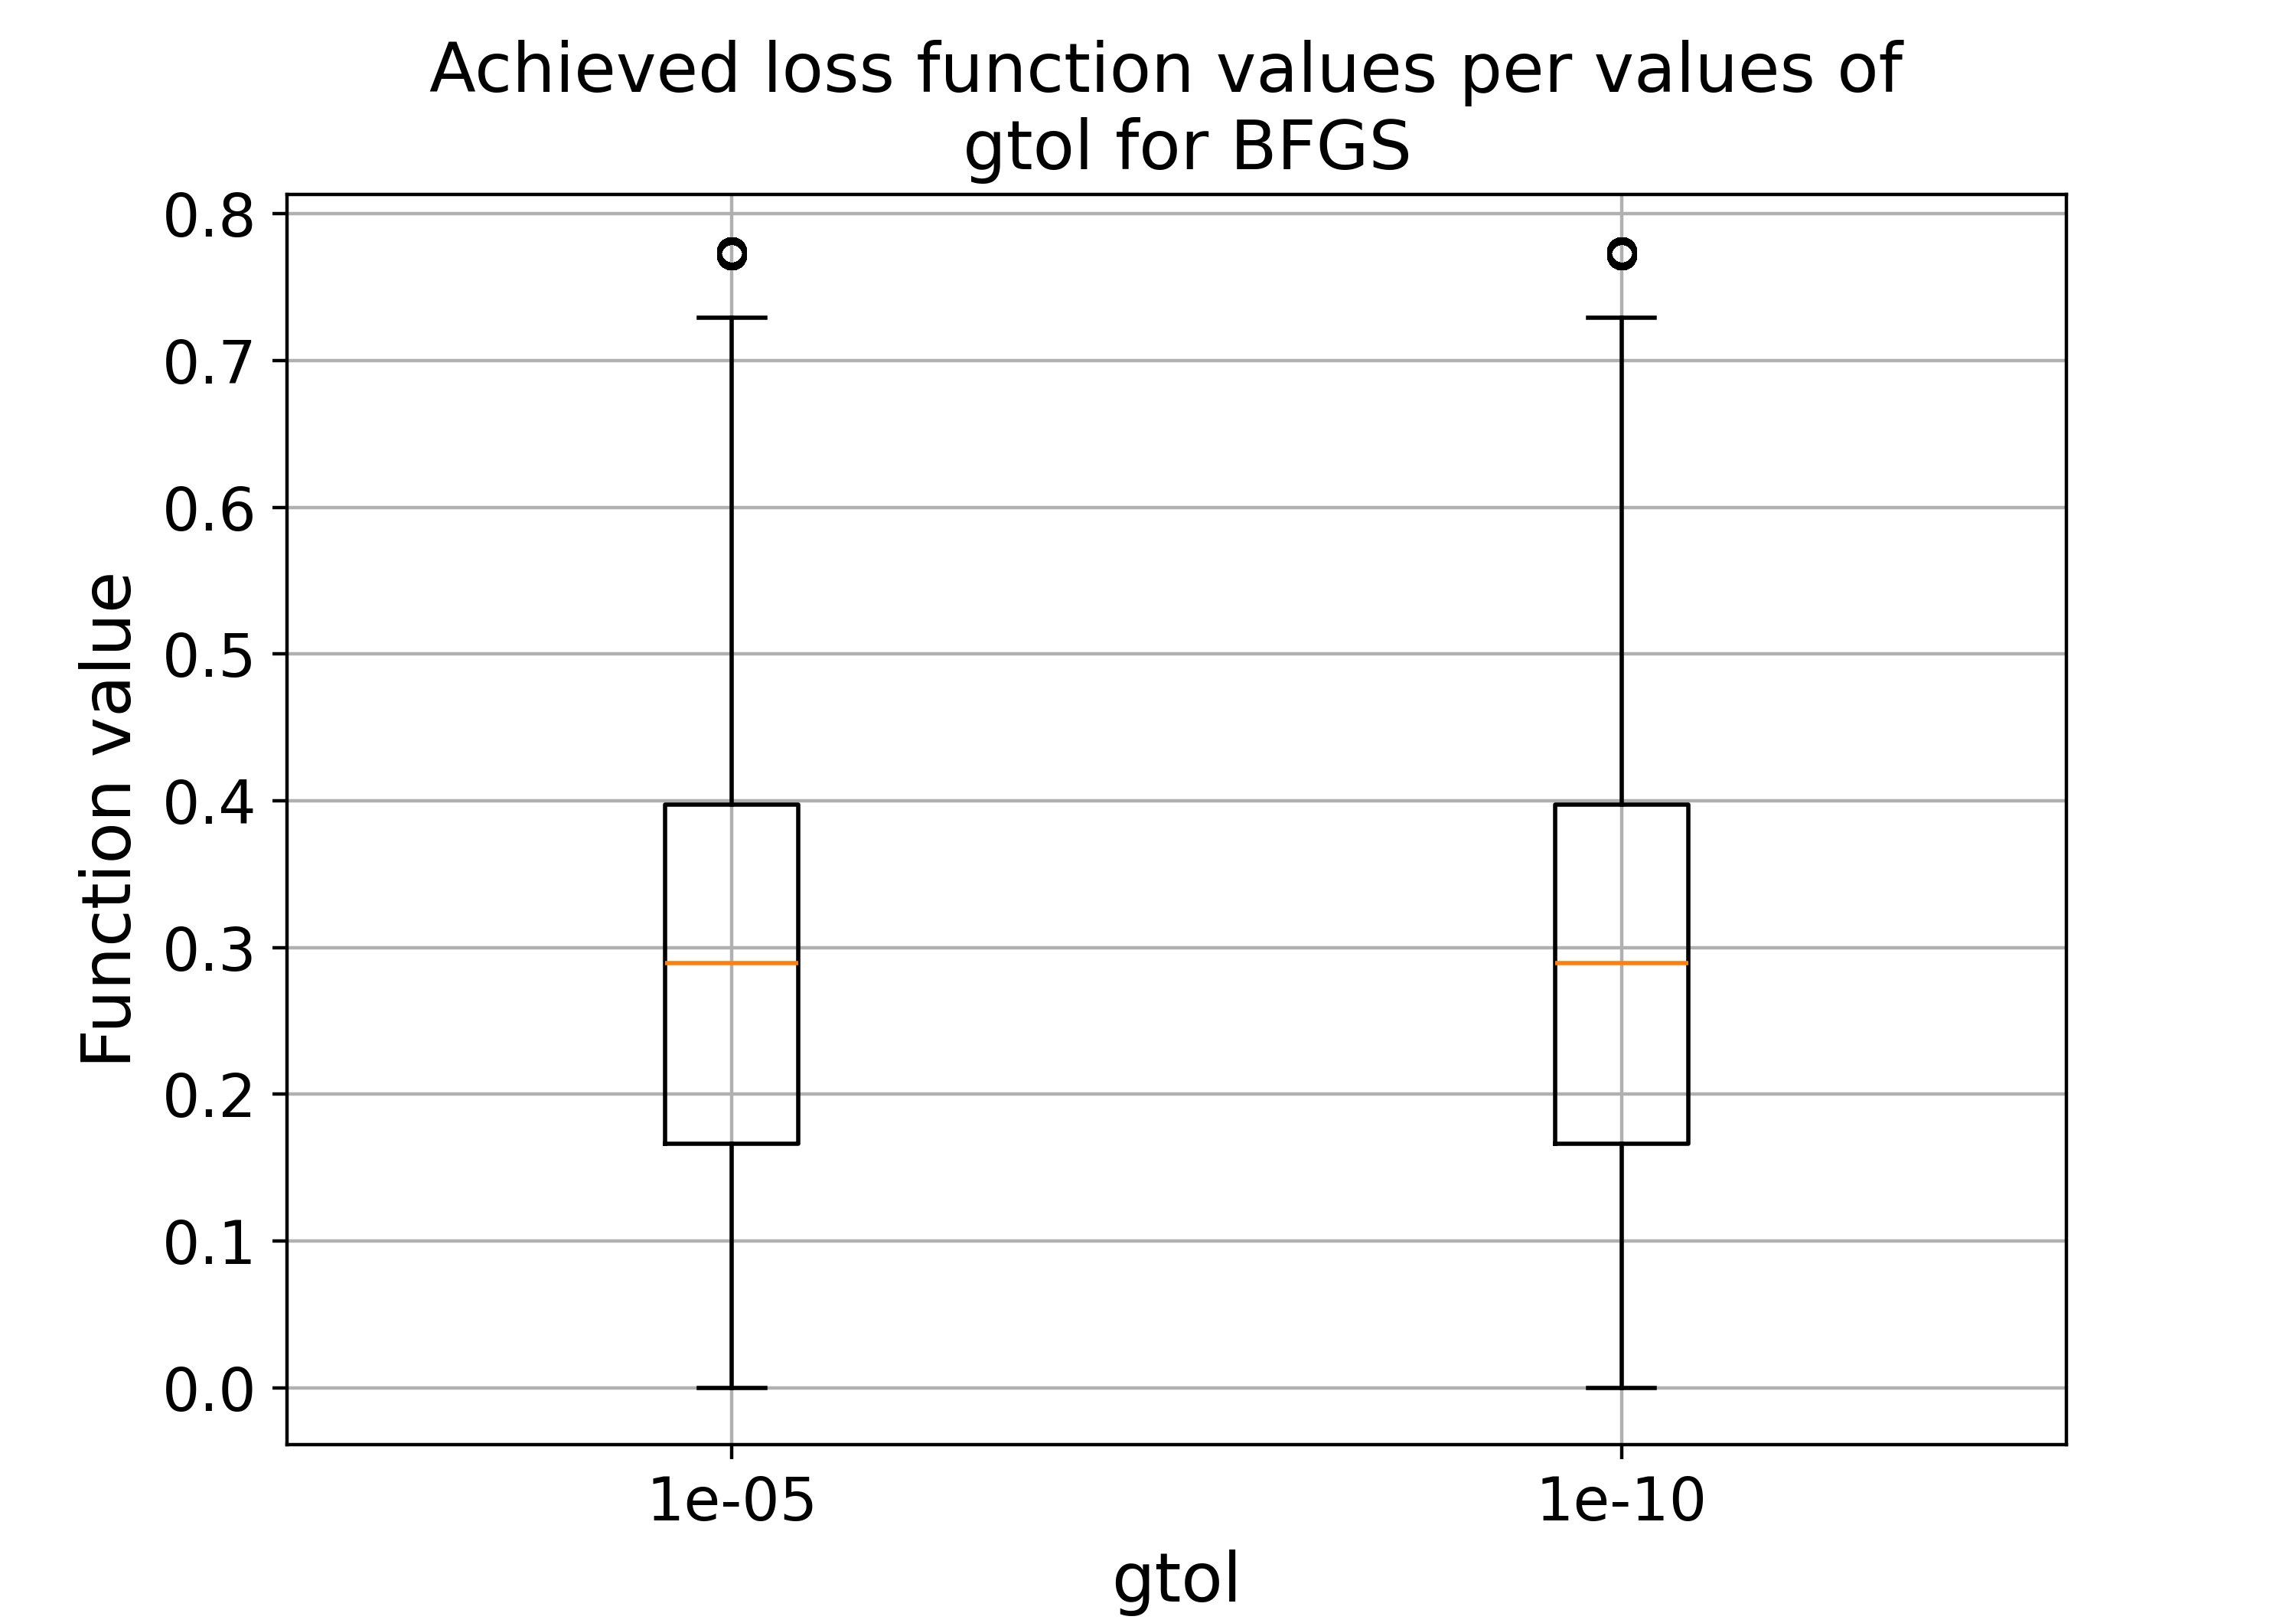 Achieved loss function values per values of
gtol for BFGS
0.8
0.7
0.6
0.5
0.4
0.3
0.2
0.1
0.0
Function value
1e-05
1e-10
gtol